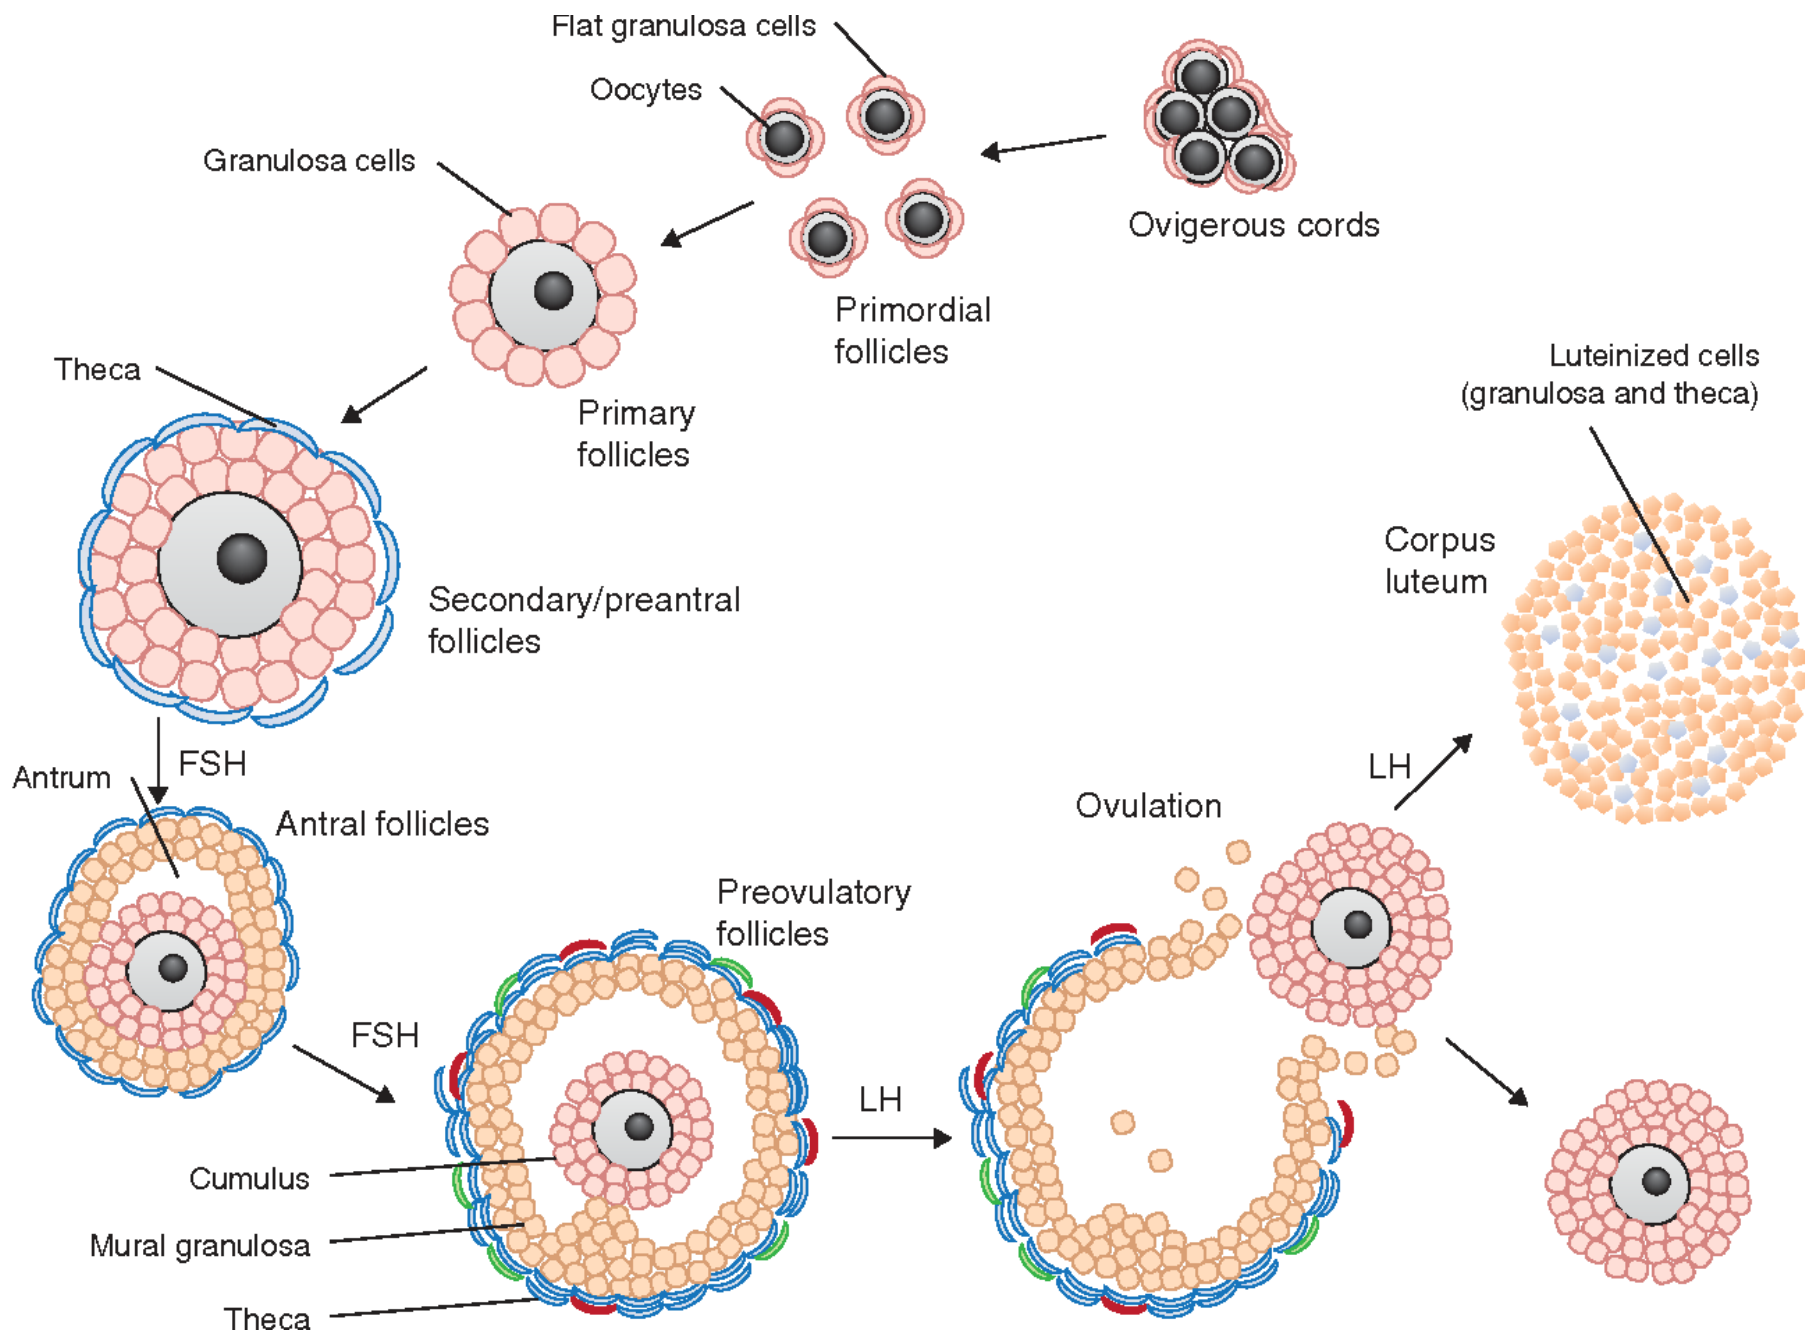 Flat granulosa cells
Oocytes
Granulosa cells
Ovigerous cords
Primordial
follicles
Theca
Primary
follicles
Luteinized cells
(granulosa and theca)
Corpus
luteum
Secondary/preantral
follicles
FSH
Antrum
Antral follicles
LH
Ovulation
Preovulatory
follicles
FSH
LH
Cumulus
Mural granulosa
Theca